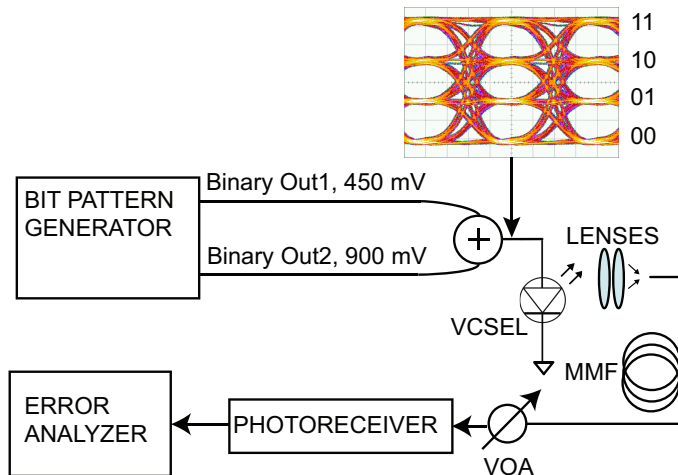 11
10
01
00
Binary Out1, 450 mV
BIT PATTERN
GENERATOR
+
Binary Out2, 900 mV
LENSES
VCSEL
MMF
ERROR
ANALYZER
PHOTORECEIVER
VOA